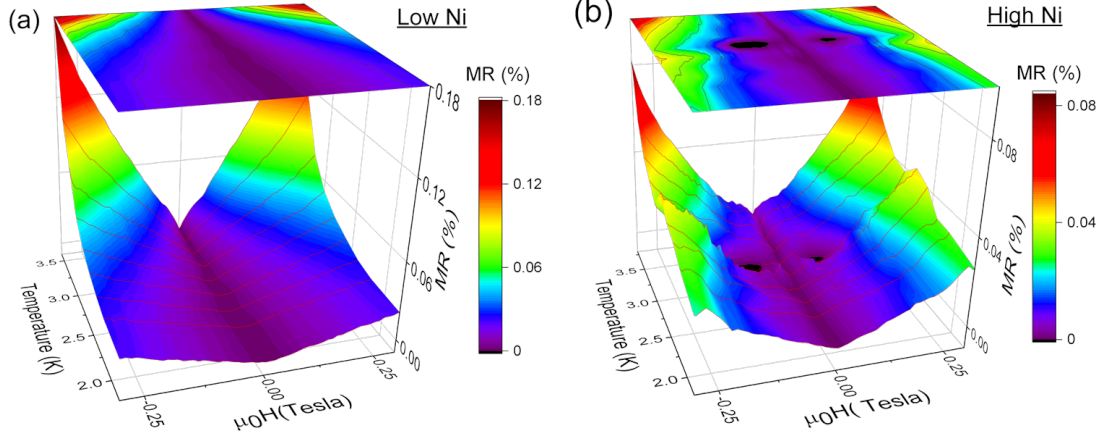 (a)
Low Ni
MR (%)
0.18
0.12
0.06
0
0.18
0.12
0.06
0.00
MR (%)
3.5
3.0
2.5
2.0
Temperature (K)
-0.25
0.00
0.25
μ0H(Tesla)
(b)
High Ni
MR (%)
0.08
0.04
0
0.08
0.04
0.00
MR (%)
3.5
3.0
2.5
2.0
Temperature (K)
-0.25
0.00
0.25
μ0H( Tesla)